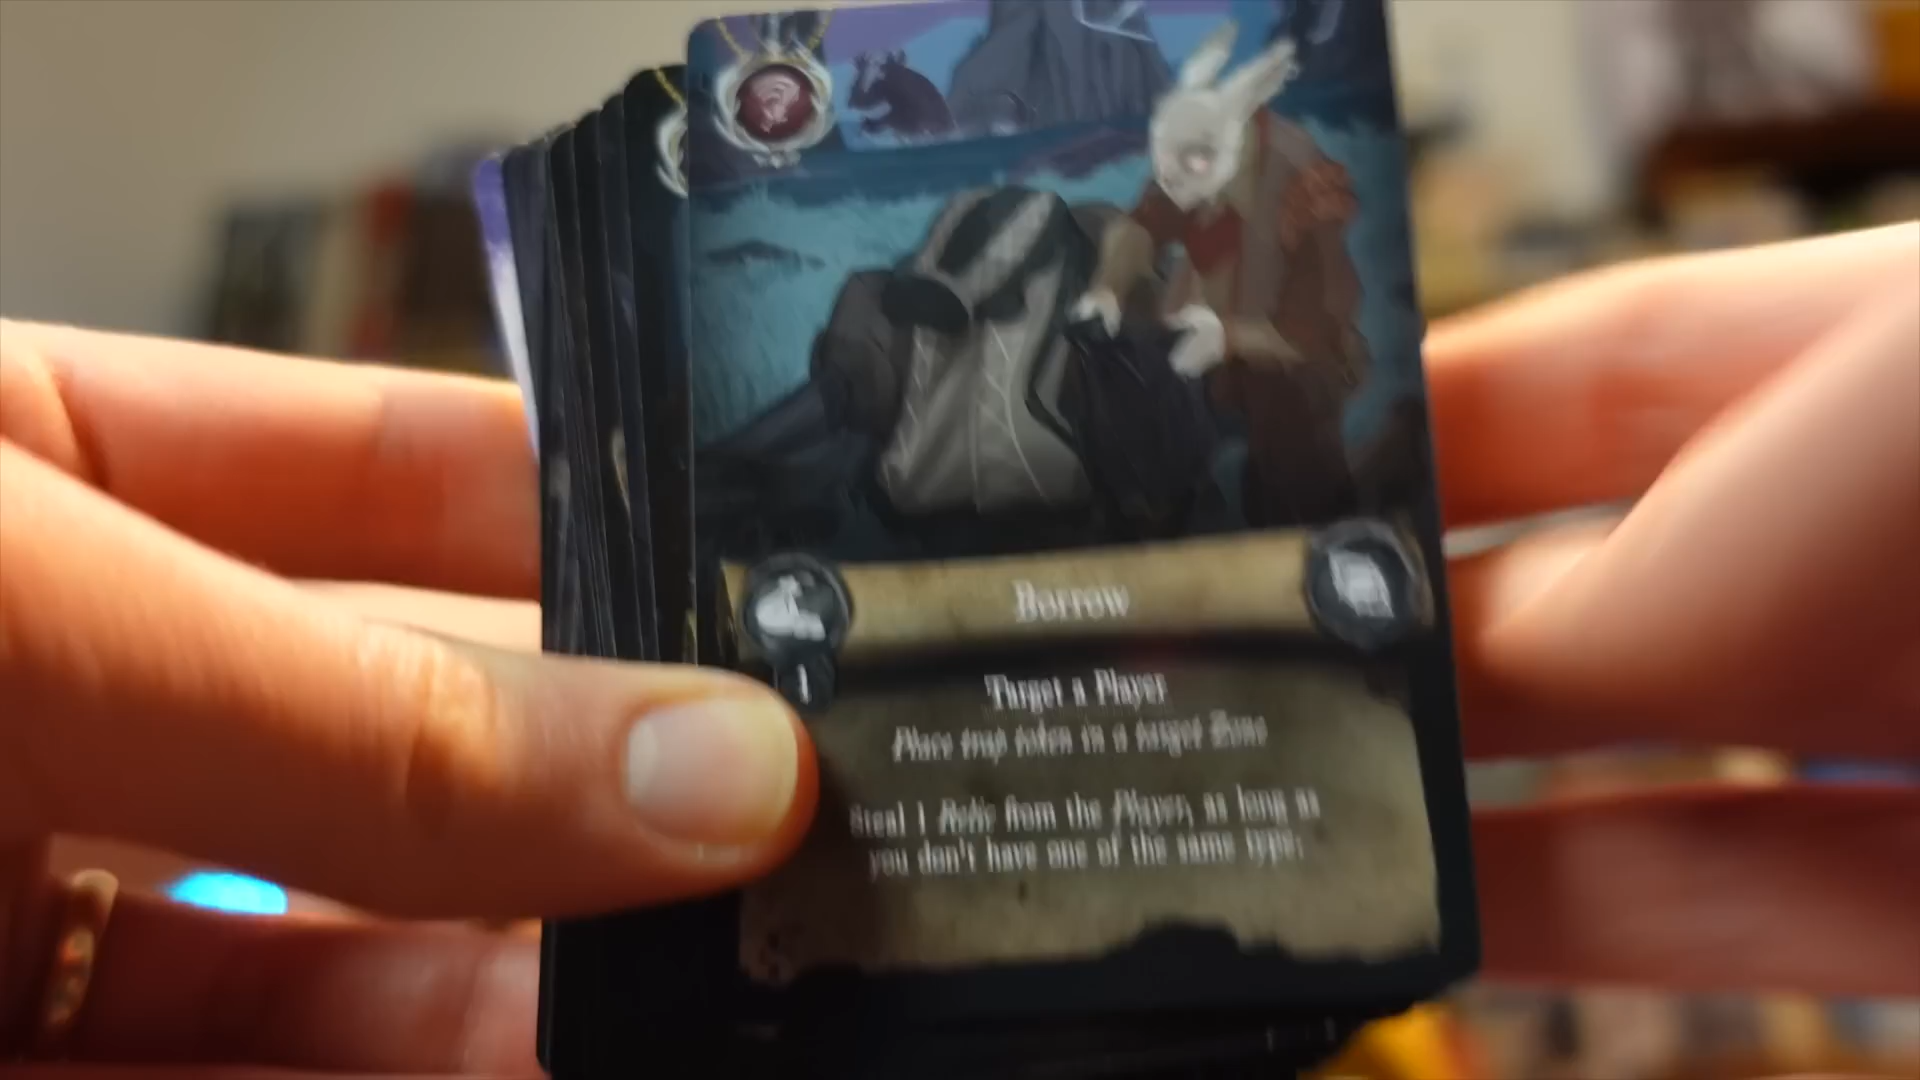 Borrow
1
Target a Player
Place trap token in a target Zone
Steal 1 Relic from the Player, as long as
you don't have one of the same type.